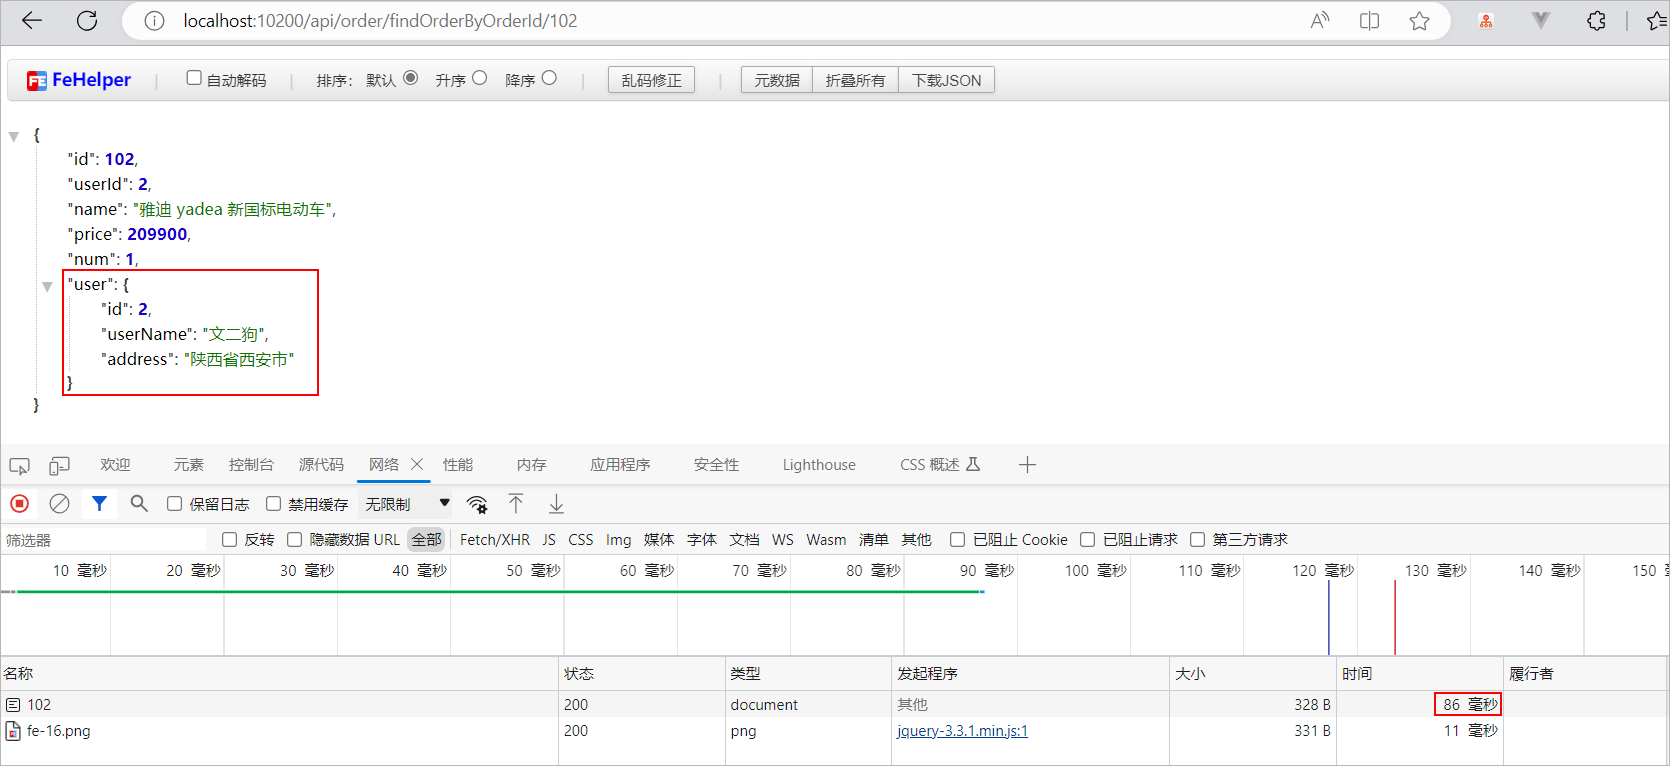 localhost:10200/api/order/findOrderByOrderId/102
FeHelper 自动解码 排序: 默认 升序 降序 乱码修正 元数据 折叠所有 下载JSON
{
"id": 102,
"userId": 2,
"name": "雅迪 yadea 新国标电动车",
"price": 209900,
"num": 1,
"user": {
"id": 2,
"userName": "文二狗",
"address": "陕西省西安市"
}
}
欢迎 元素 控制台 源代码 网络 性能 内存 应用程序 安全性 Lighthouse CSS 概述
保留日志 禁用缓存 无限制
筛选器 反转 隐藏数据 URL 全部 Fetch/XHR JS CSS Img 媒体 字体 文档 WS Wasm 清单 其他 已阻止 Cookie 已阻止请求 第三方请求
10 毫秒 20 毫秒 30 毫秒 40 毫秒 50 毫秒 60 毫秒 70 毫秒 80 毫秒 90 毫秒 100 毫秒 110 毫秒 120 毫秒 130 毫秒 140 毫秒 150
名称 状态 类型 发起程序 大小 时间 履行者
102 200 document 其他 328 B 86 毫秒
fe-16.png 200 png jquery-3.3.1.min.js:1 331 B 11 毫秒